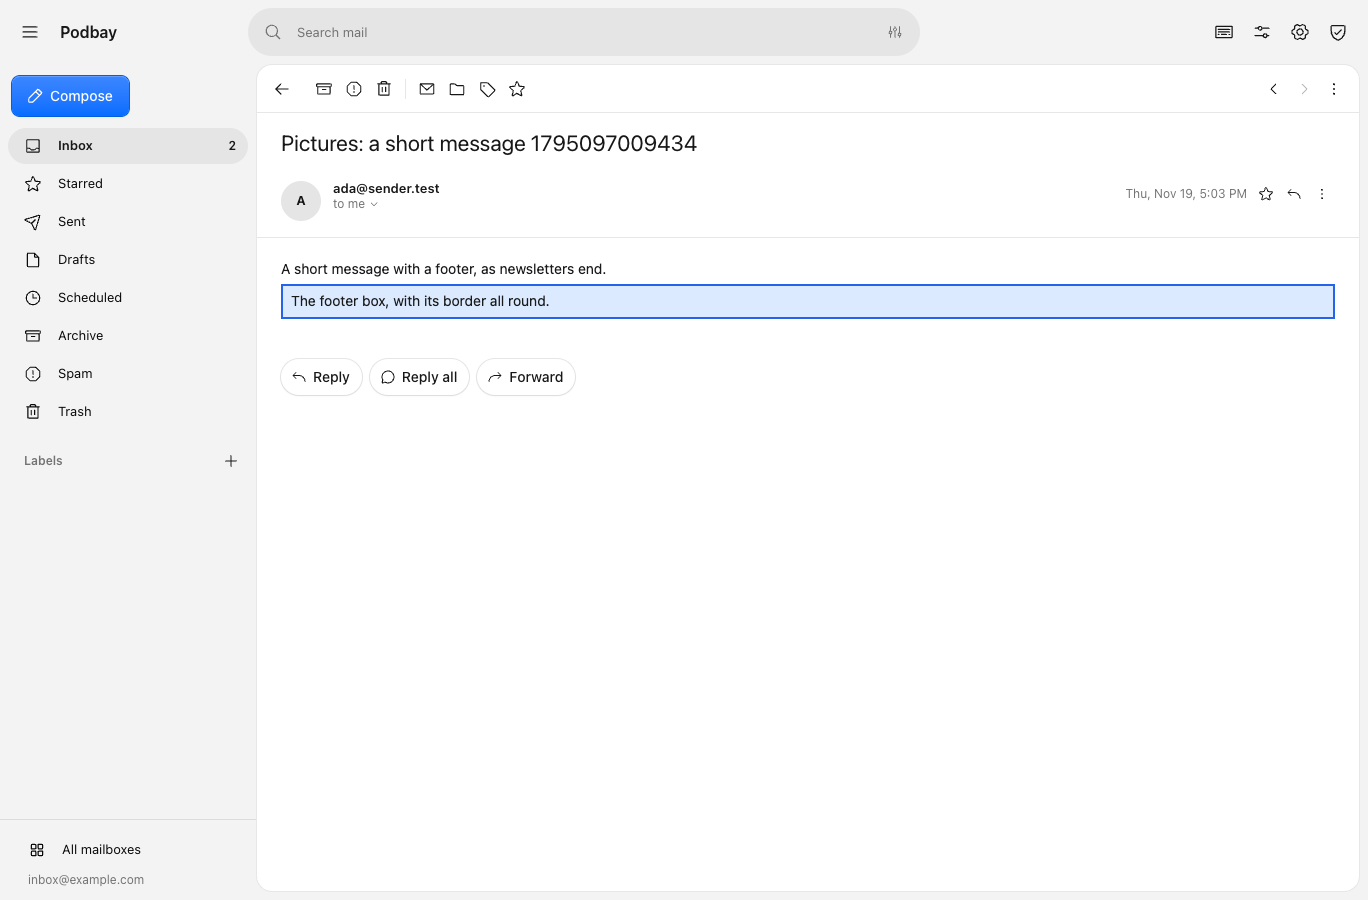 Podbay
Search mail
Compose
Inbox 2
Starred
Sent
Drafts
Scheduled
Archive
Spam
Trash
Labels
All mailboxes
inbox@example.com
Pictures: a short message 1795097009434
A
ada@sender.test
to me
Thu, Nov 19, 5:03 PM
A short message with a footer, as newsletters end.
The footer box, with its border all round.
Reply
Reply all
Forward